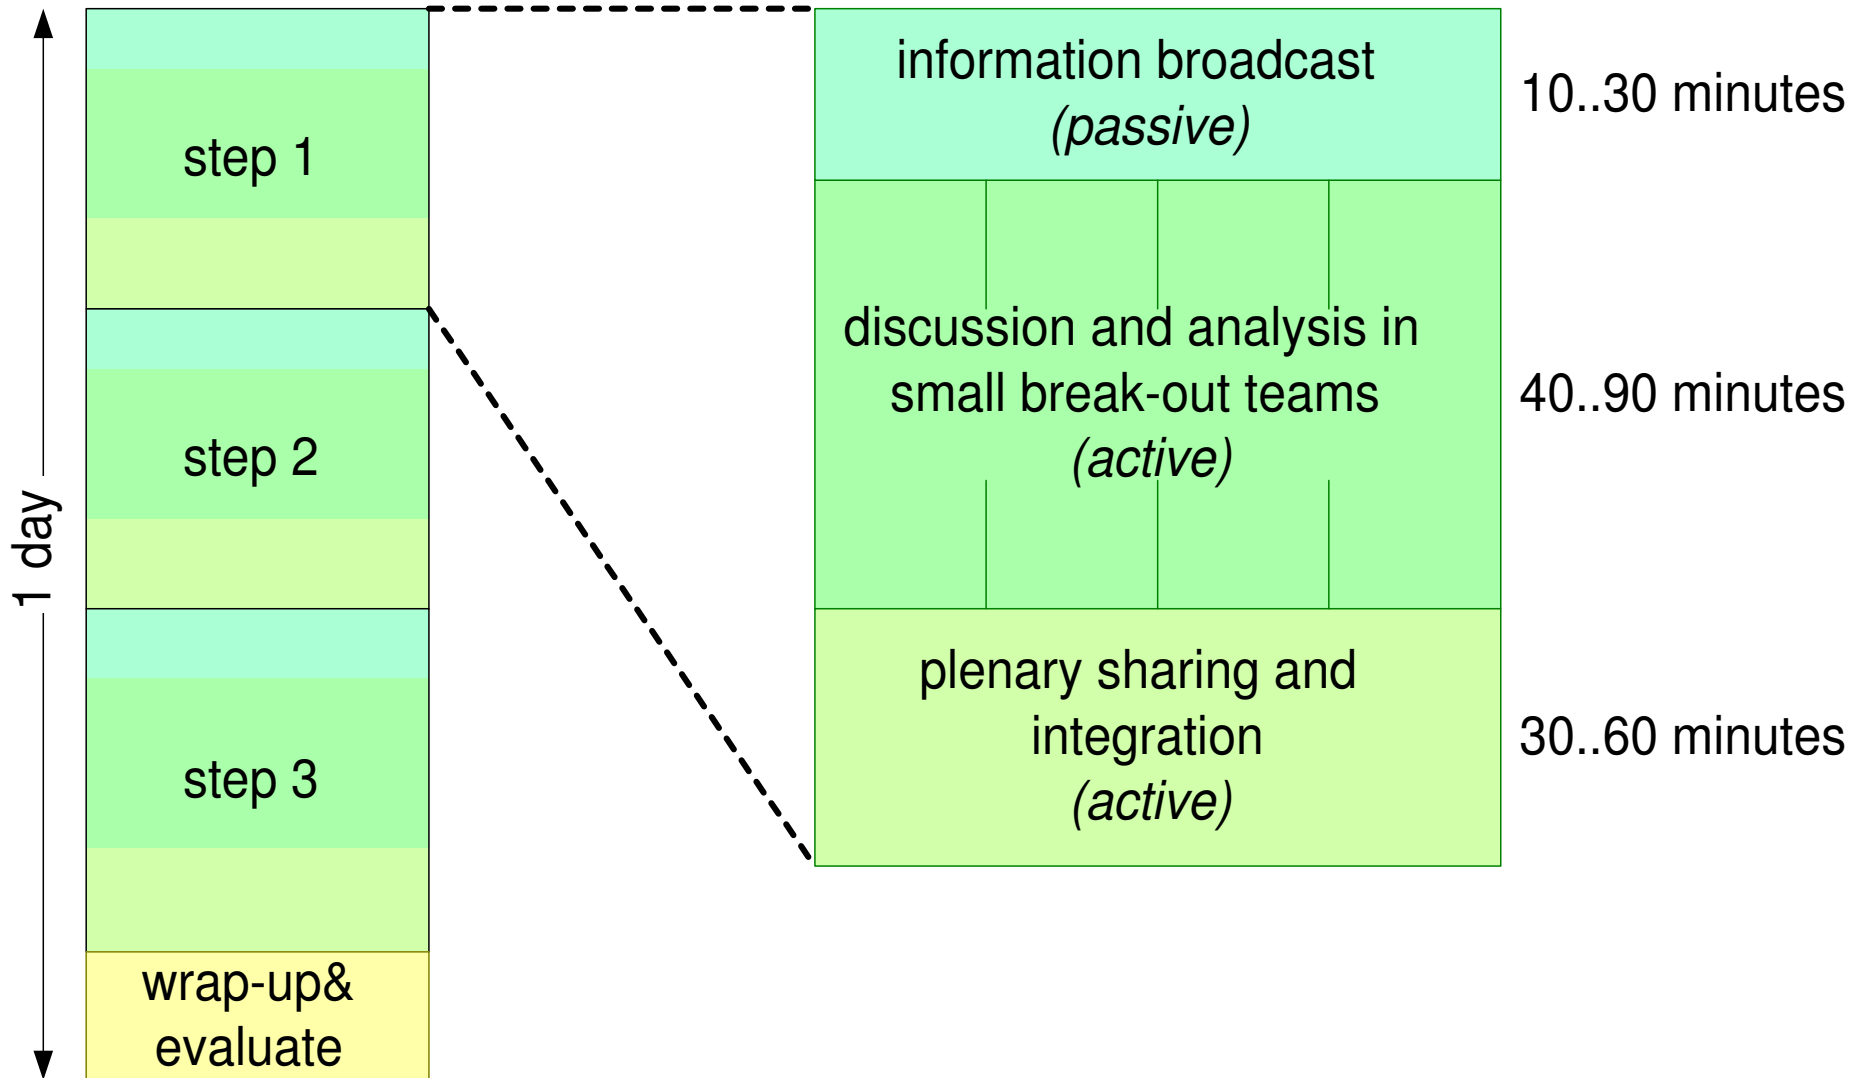 1 day
step 1
step 2
step 3
wrap-up&
evaluate
information broadcast
(passive)
10..30 minutes
discussion and analysis in
small break-out teams
(active)
40..90 minutes
plenary sharing and
integration
(active)
30..60 minutes